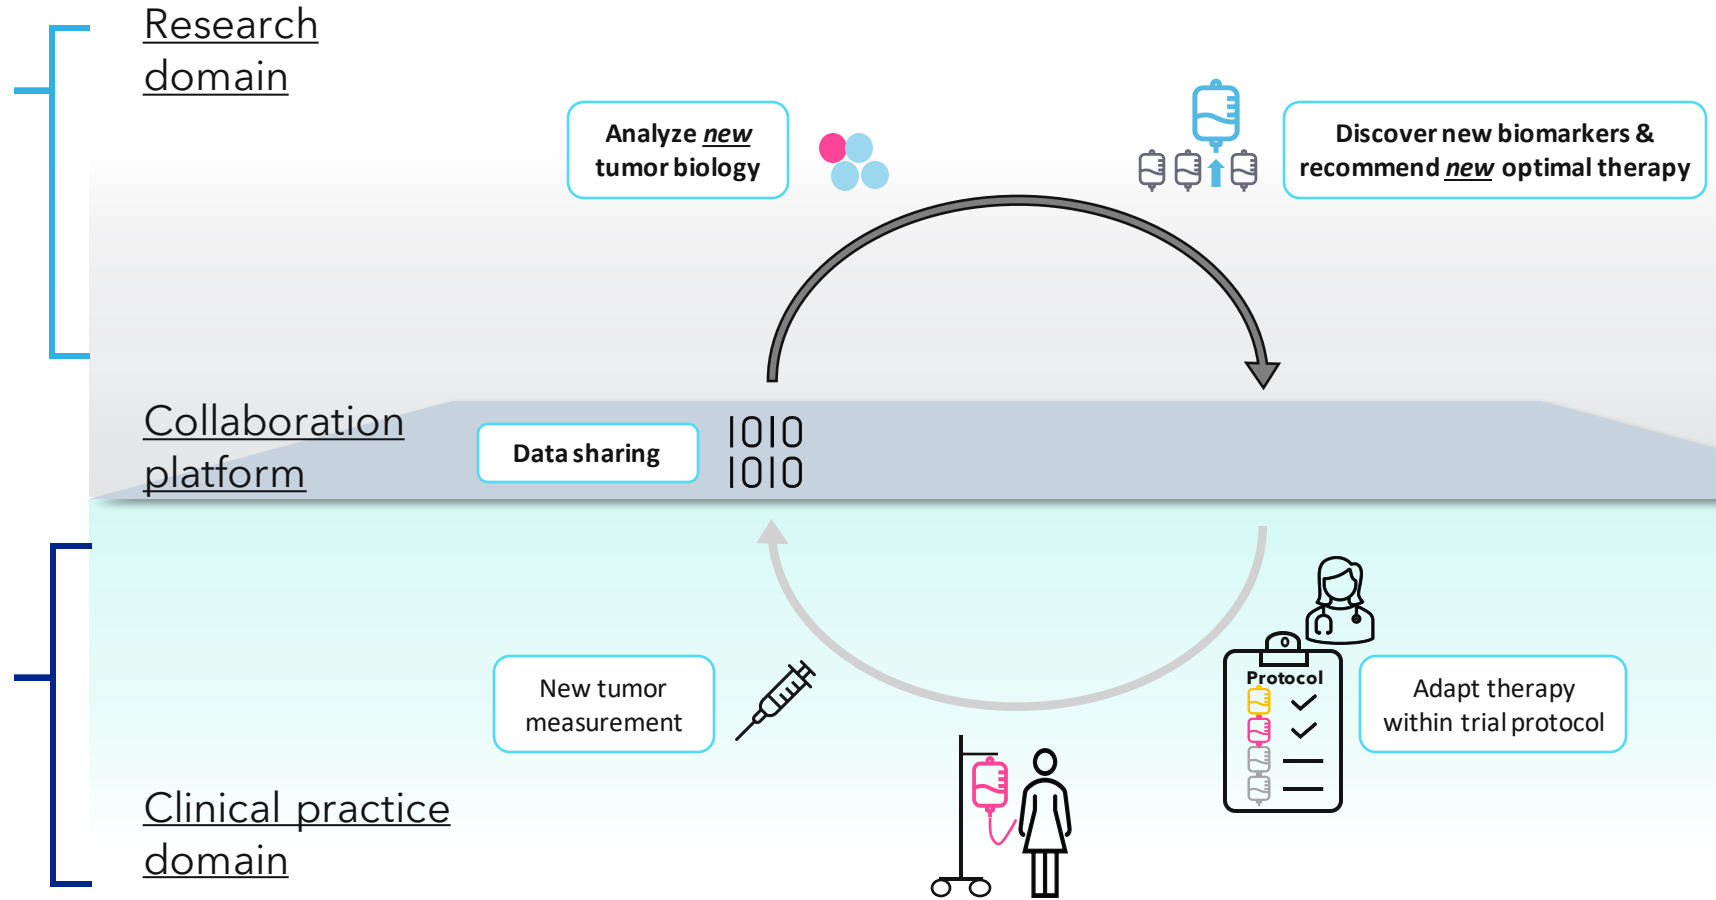 Research
domain
Analyze new
tumor biology
Discover new biomarkers &
recommend new optimal therapy
Collaboration
platform
Data sharing
1010
1010
New tumor
measurement
Protocol
Adapt therapy
within trial protocol
Clinical practice
domain